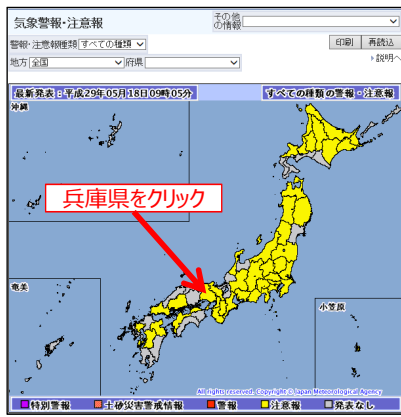 気象警報・注意報
その他の情報
警報・注意報種類 すべての種類
印刷 再読込
地方 全国 府県
▶説明へ
最新発表：平成29年05月18日09時05分
すべての種類の警報・注意報
沖縄
兵庫県をクリック
奄美
小笠原
All rights reserved. Copyright © Japan Meteorological Agency
特別警報 土砂災害警戒情報 警報 注意報 発表なし